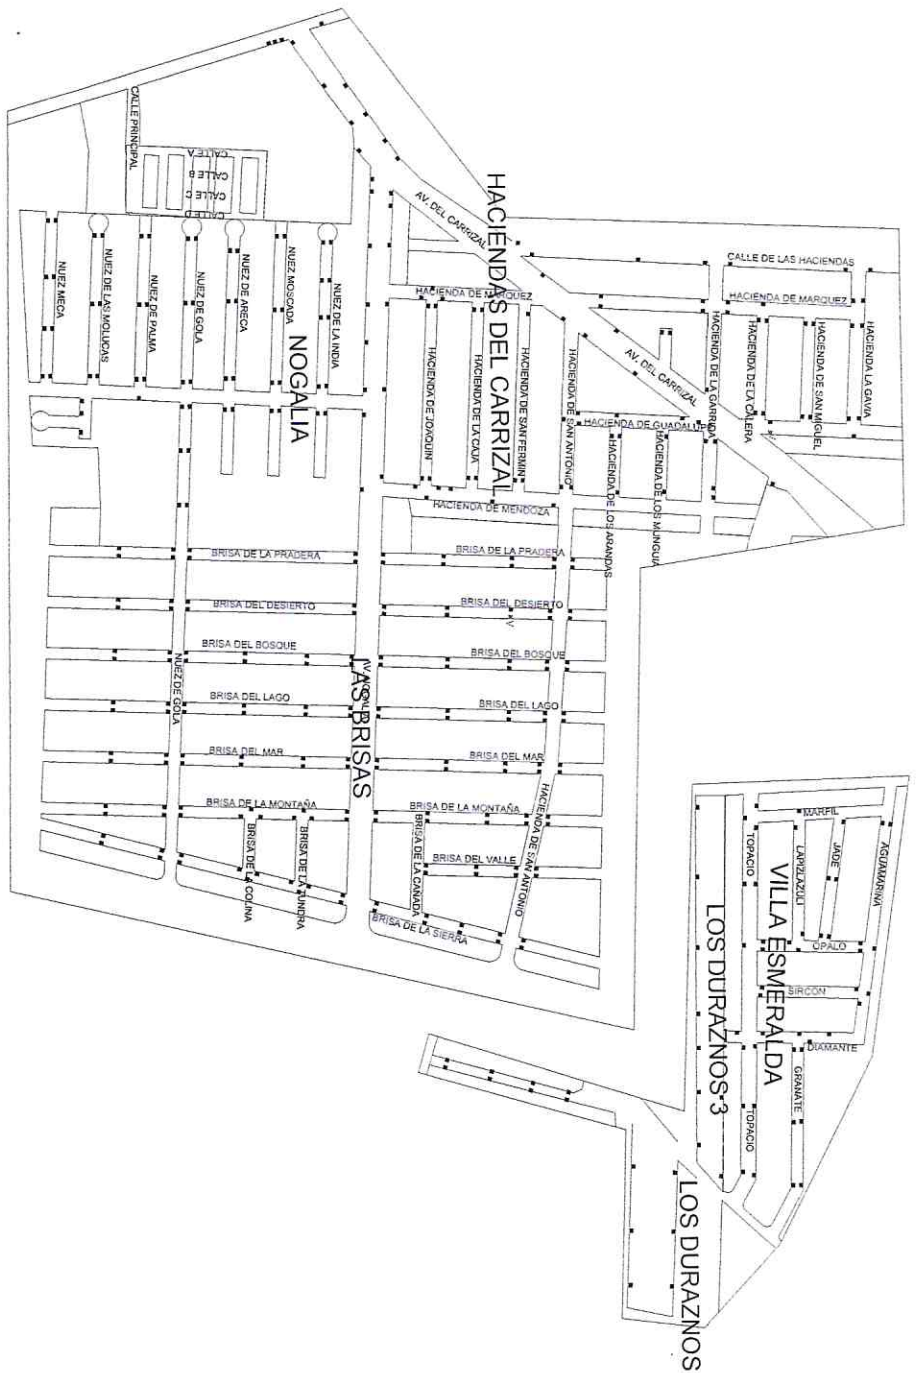 CALLE PRINCIPAL
CALLE A
CALLE B
CALLE C
CALLE D
HACIENDAS DEL CARRIZAL
AV. DEL CARRIZAL
CALLE DE LAS HACIENDAS
HACIENDA DE MARQUEZ
HACIENDA DE MARQUEZ
HACIENDA LA GAVIA
HACIENDA DE SAN MIGUEL
HACIENDA DE LA CALERA
HACIENDA DE LA GARRIDA
AV. DEL CARRIZAL
HACIENDA DE GUADALUP
HACIENDA DE SAN ANTONIO
HACIENDA DE SAN FERMIN
HACIENDA DE LA CAJA
HACIENDA DE JOAQUIN
HACIENDA DE LOS MUNGUIA
HACIENDA DE LOS ARANDAS
HACIENDA DE MENDOZA
NOGALIA
NUEZ DE LA INDIA
NUEZ MOSCADA
NUEZ DE ARECA
NUEZ DE GOLA
NUEZ DE PALMA
NUEZ DE LAS MOLUCAS
NUEZ MECA
BRISA DE LA PRADERA
BRISA DE LA PRADERA
BRISA DEL DESIERTO
BRISA DEL DESIERTO
BRISA DEL BOSQUE
BRISA DEL BOSQUE
NUEZ DE GOLA
LAS BRISAS
BRISA DEL LAGO
BRISA DEL LAGO
BRISA DEL MAR
BRISA DEL MAR
BRISA DE LA MONTAÑA
BRISA DE LA MONTAÑA
HACIENDA DE SAN ANTONIO
BRISA DE LA COLINA
BRISA DE LA TUNDRA
BRISA DE LA CAÑADA
BRISA DEL VALLE
BRISA DE LA SIERRA
MARFIL
AGUAMARINA
JADE
LAPIZLAZULI
TOPACIO
VILLA ESMERALDA
OPALO
SIRCON
DIAMANTE
GRANATE
TOPACIO
LOS DURAZNOS 3
LOS DURAZNOS